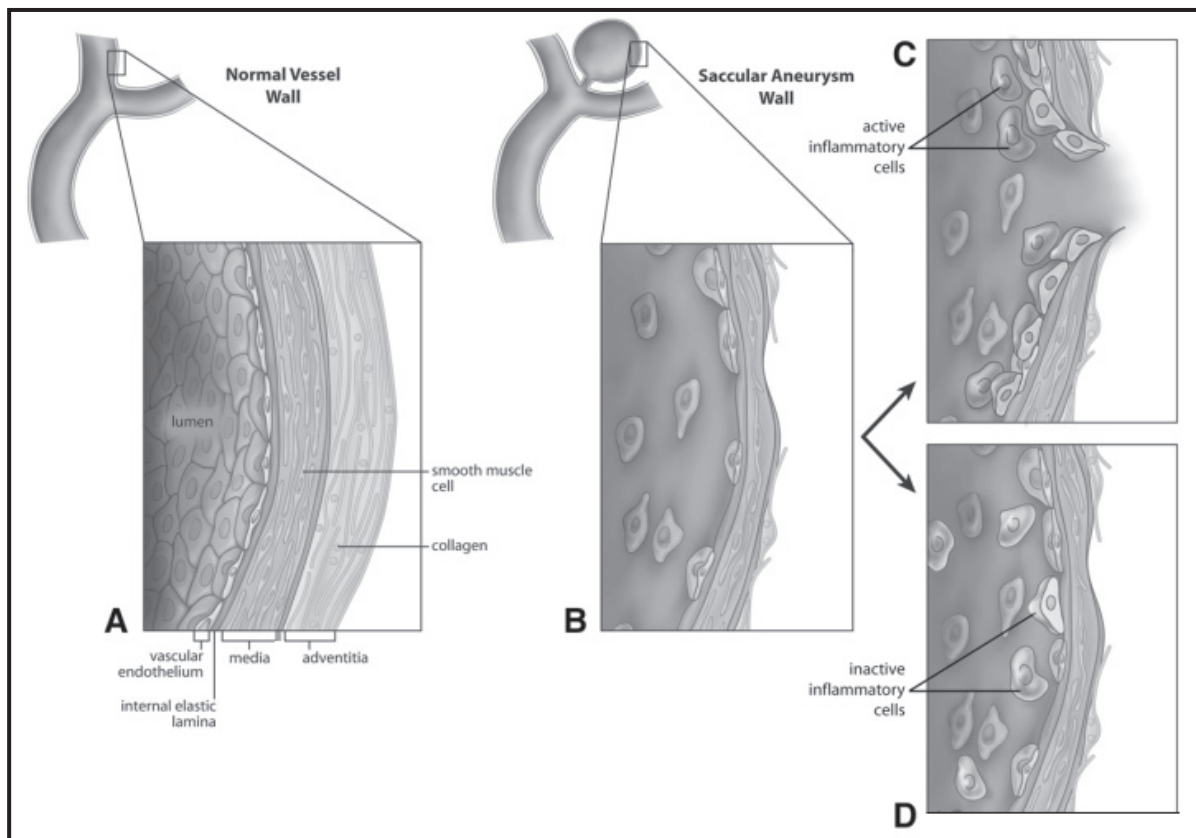 Normal Vessel
Wall
lumen
smooth muscle
cell
collagen
A
vascular
endothelium
media
adventitia
internal elastic
lamina
Saccular Aneurysm
Wall
B
C
active
inflammatory
cells
inactive
inflammatory
cells
D